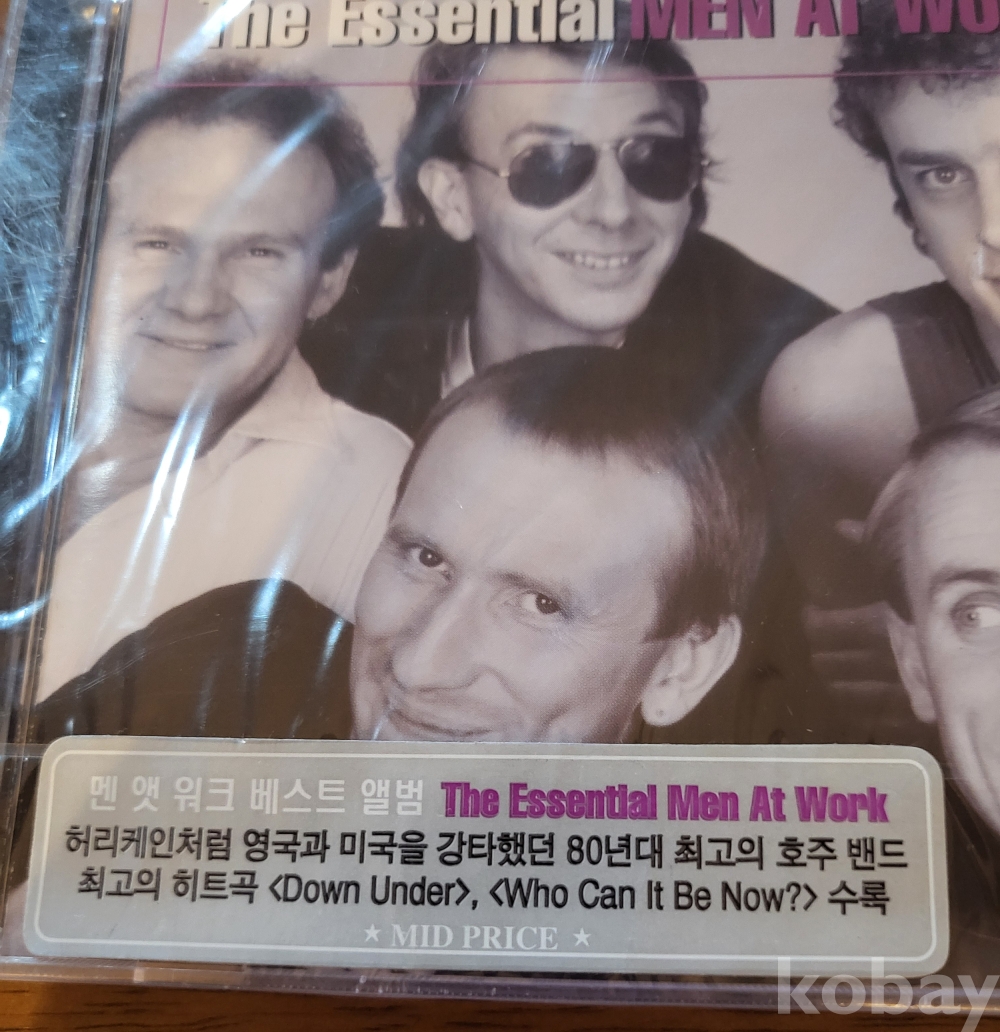 The Essential MEN AT WO
멘 앳 워크 베스트 앨범 The Essential Men At Work
허리케인처럼 영국과 미국을 강타했던 80년대 최고의 호주 밴드
최고의 히트곡 <Down Under>, <Who Can It Be Now?> 수록
★ MID PRICE ★
kobay